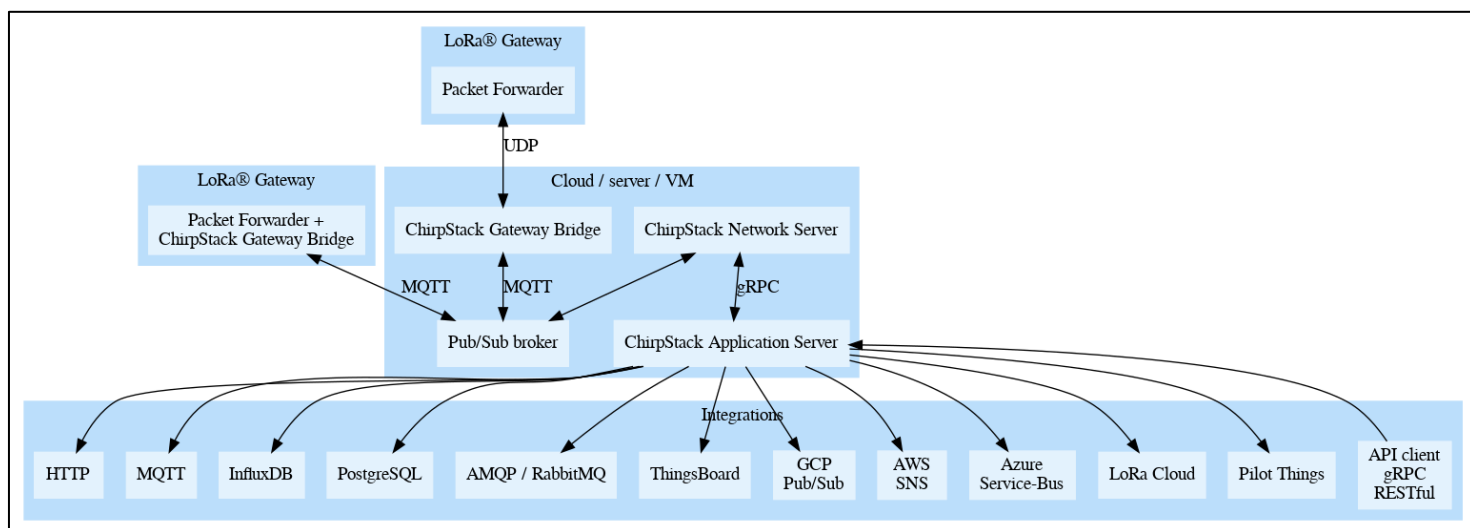 LoRa® Gateway
Packet Forwarder
UDP
LoRa® Gateway
Packet Forwarder +
ChirpStack Gateway Bridge
Cloud / server / VM
ChirpStack Gateway Bridge
ChirpStack Network Server
MQTT
MQTT
gRPC
Pub/Sub broker
ChirpStack Application Server
Integrations
HTTP
MQTT
InfluxDB
PostgreSQL
AMQP / RabbitMQ
ThingsBoard
GCP
Pub/Sub
AWS
SNS
Azure
Service-Bus
LoRa Cloud
Pilot Things
API client
gRPC
RESTful